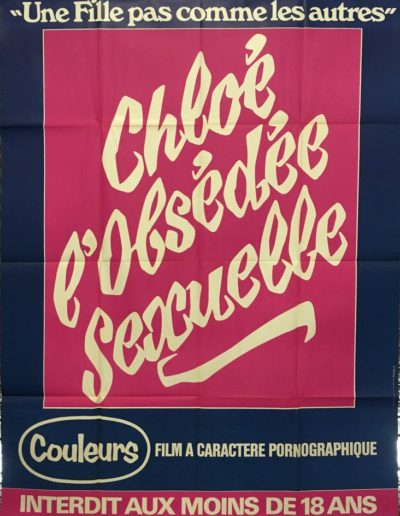 "Une Fille pas comme les autres"
Chloé
l'Obsédée
Sexuelle
Couleurs FILM A CARACTERE PORNOGRAPHIQUE
INTERDIT AUX MOINS DE 18 ANS